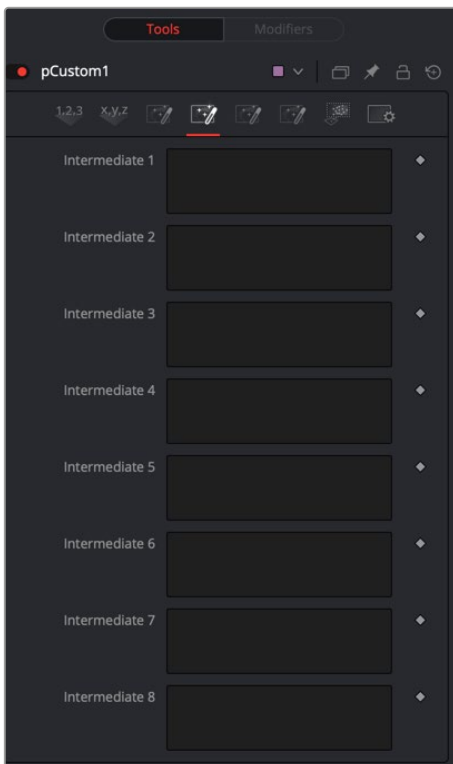 Tools Modifiers
pCustom1
1,2,3 x,y,z
Intermediate 1
Intermediate 2
Intermediate 3
Intermediate 4
Intermediate 5
Intermediate 6
Intermediate 7
Intermediate 8